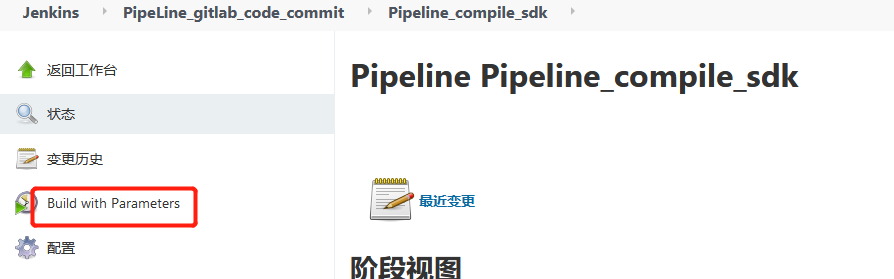 Jenkins PipeLine_gitlab_code_commit Pipeline_compile_sdk
返回工作台
状态
变更历史
Build with Parameters
配置
Pipeline Pipeline_compile_sdk
最近变更
阶段视图